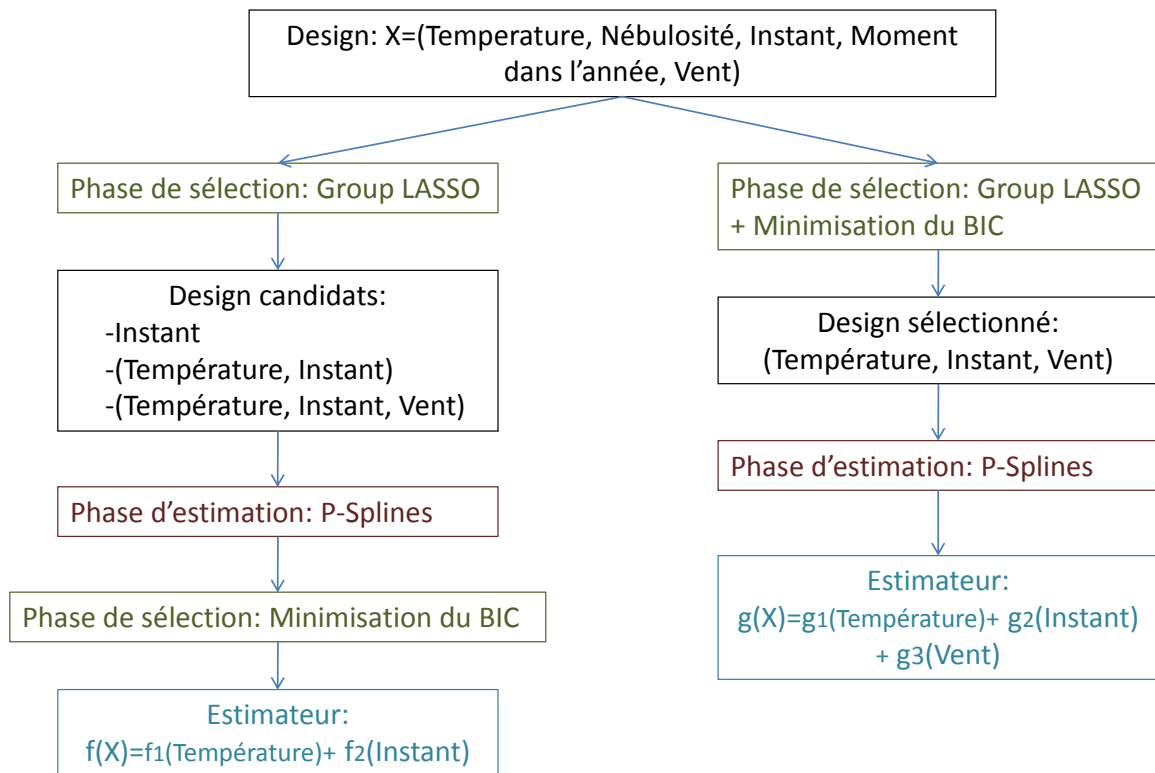 Design: X=(Temperature, Nébulosité, Instant, Moment
dans l'année, Vent)
Phase de sélection: Group LASSO
Design candidats:
-Instant
-(Température, Instant)
-(Température, Instant, Vent)
Phase d'estimation: P-Splines
Phase de sélection: Minimisation du BIC
Estimateur:
f(X)=f1(Température)+ f2(Instant)
Phase de sélection: Group LASSO
+ Minimisation du BIC
Design sélectionné:
(Température, Instant, Vent)
Phase d'estimation: P-Splines
Estimateur:
g(X)=g1(Température)+ g2(Instant)
+ g3(Vent)